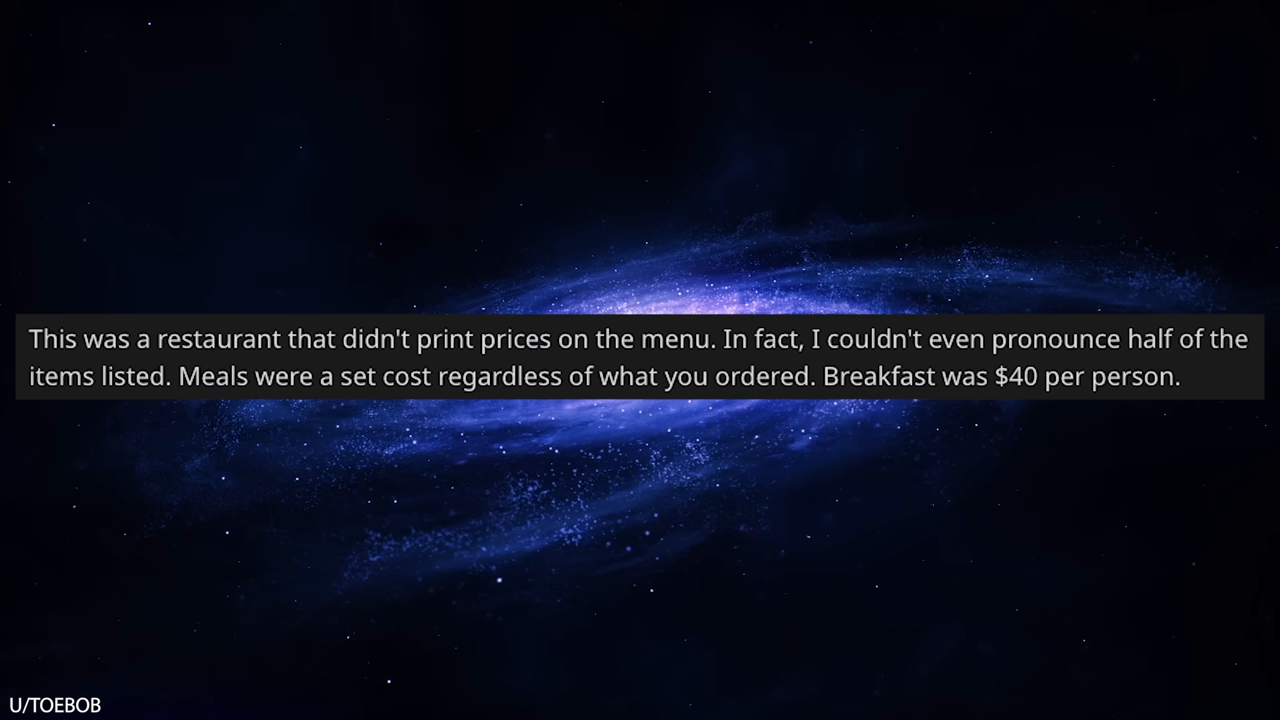 This was a restaurant that didn't print prices on the menu. In fact, I couldn't even pronounce half of the
items listed. Meals were a set cost regardless of what you ordered. Breakfast was $40 per person.
U/TOEBOB